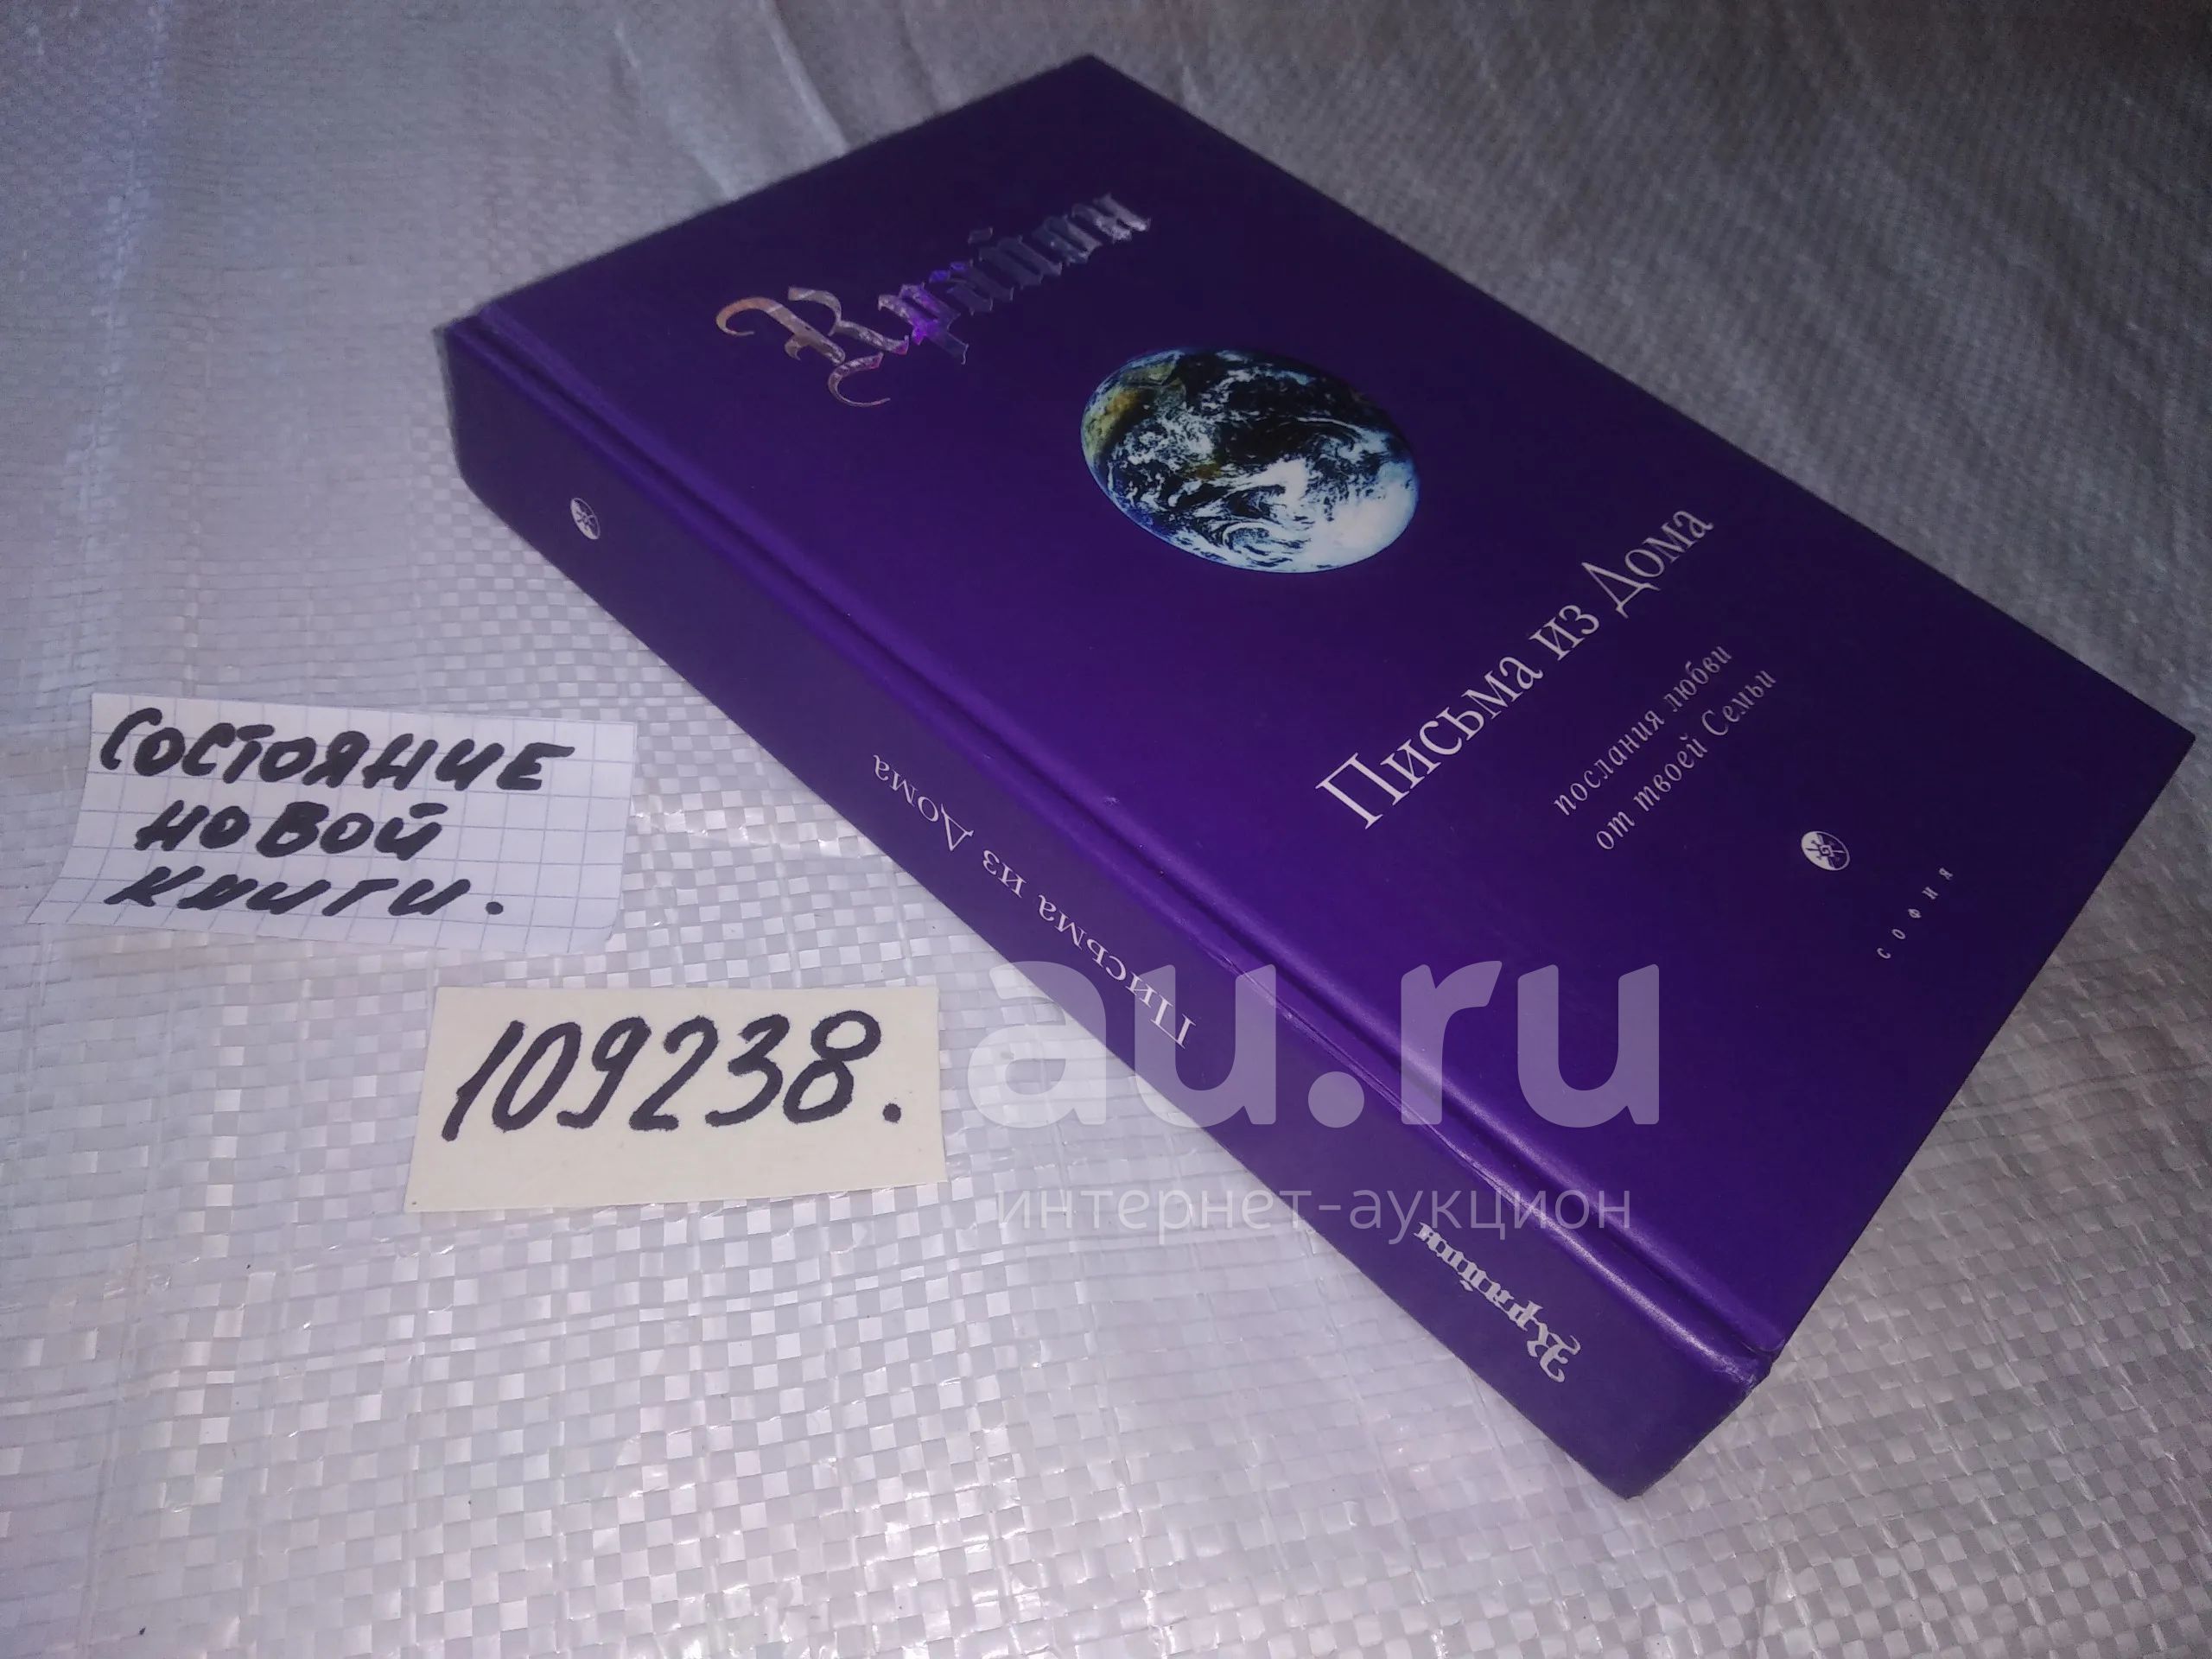 Крайон
Письма из Дома
послания любви
от твоей Семьи
СОФИЯ
Письма из Дома
Крайон
СОСТОЯНИЕ
НОВОЙ
КНИГИ.
109238.
au.ru
интернет-аукцион